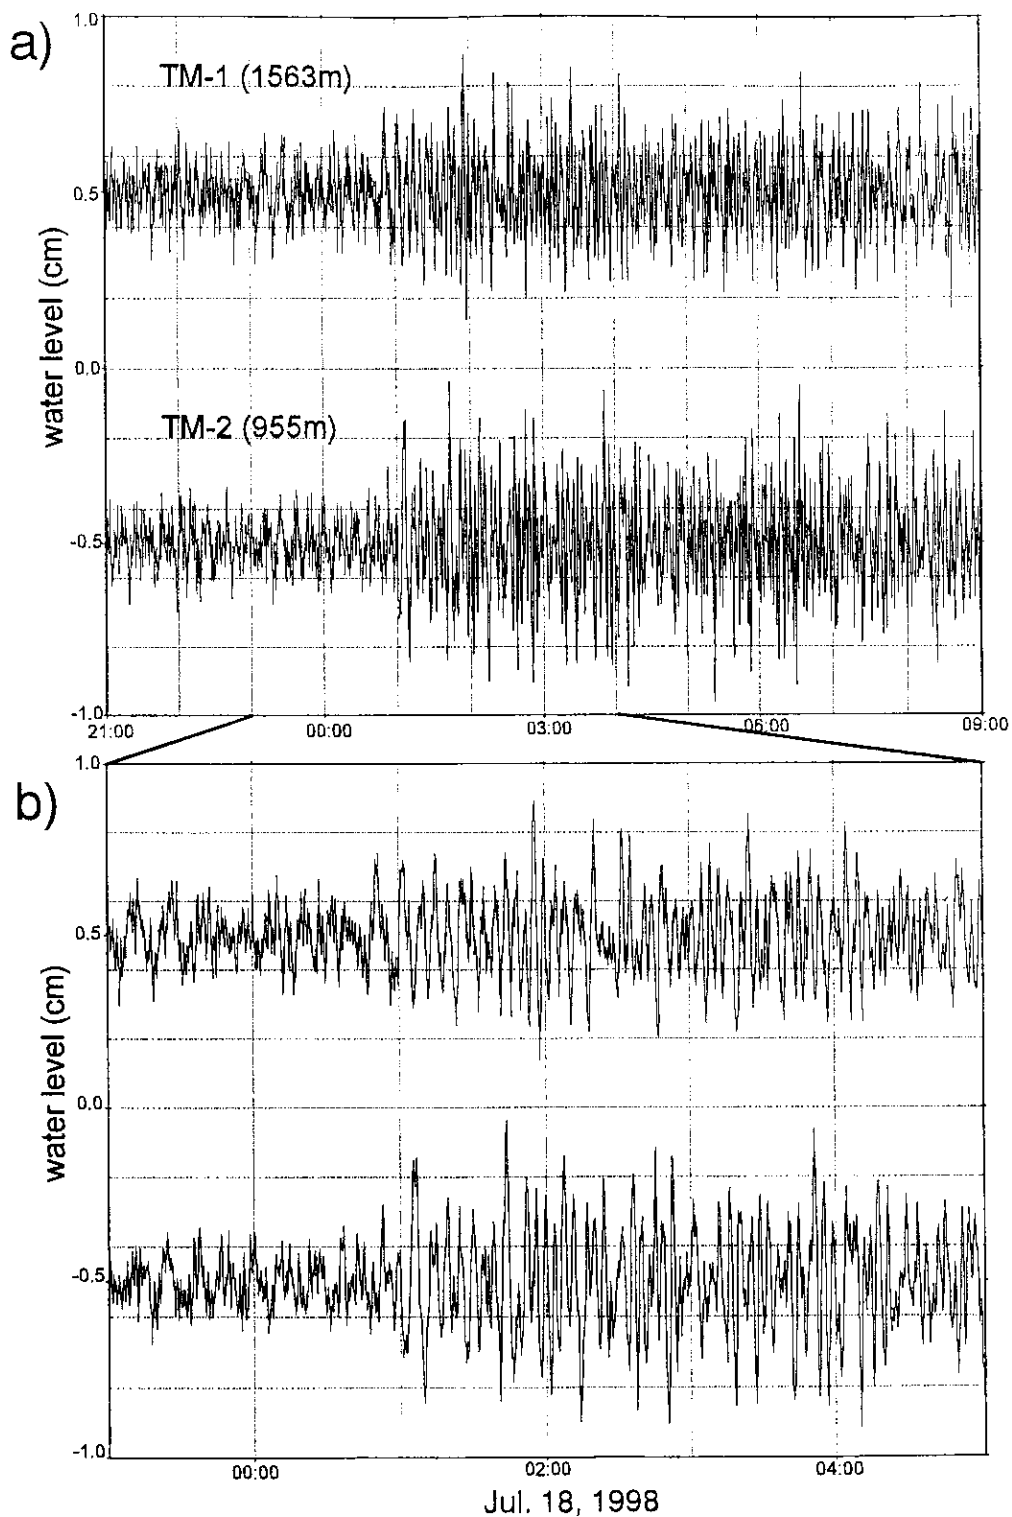 a)
1.0
TM-1 (1563m)
0.5
water level (cm)
0.0
TM-2 (955m)
-0.5
-1.0
21:00 00:00 03:00 06:00 09:00
b)
1.0
0.5
water level (cm)
0.0
-0.5
-1.0
00:00 02:00 04:00
Jul. 18, 1998